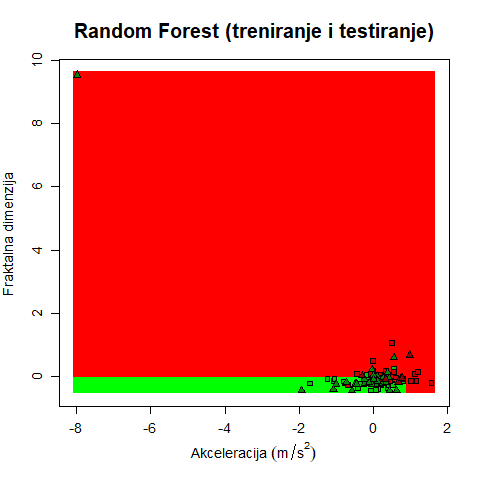 Random Forest (treniranje i testiranje)
Fraktalna dimenzija
10
8
6
4
2
0
-8 -6 -4 -2 0 2
Akceleracija (m/s²)